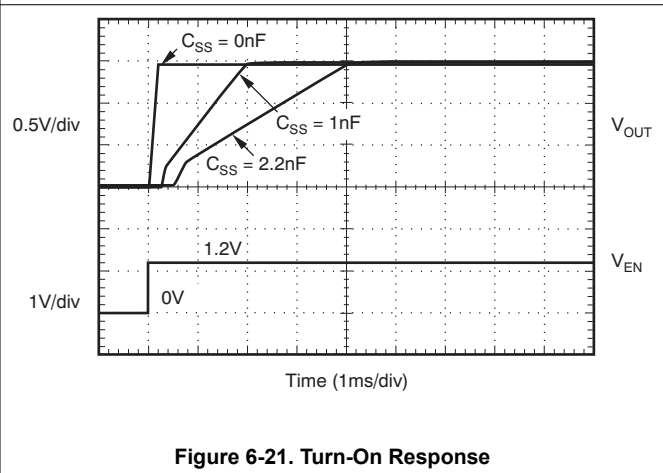 C_SS = 0nF
0.5V/div
C_SS = 1nF
V_OUT
C_SS = 2.2nF
1.2V
V_EN
1V/div
0V
Time (1ms/div)
Figure 6-21. Turn-On Response